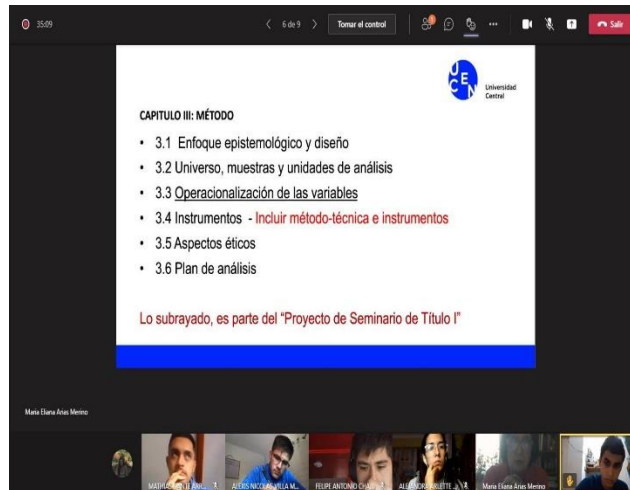 35:09
6 de 9
Tomar el control
Salir
UCEN
Universidad
Central
CAPITULO III: MÉTODO
• 3.1 Enfoque epistemológico y diseño
• 3.2 Universo, muestras y unidades de análisis
• 3.3 Operacionalización de las variables
• 3.4 Instrumentos - Incluir método-técnica e instrumentos
• 3.5 Aspectos éticos
• 3.6 Plan de análisis
Lo subrayado, es parte del “Proyecto de Seminario de Título I”
Maria Eliana Arias Merino
FELIPE ANTONIO
Maria Eliana Arias Merino